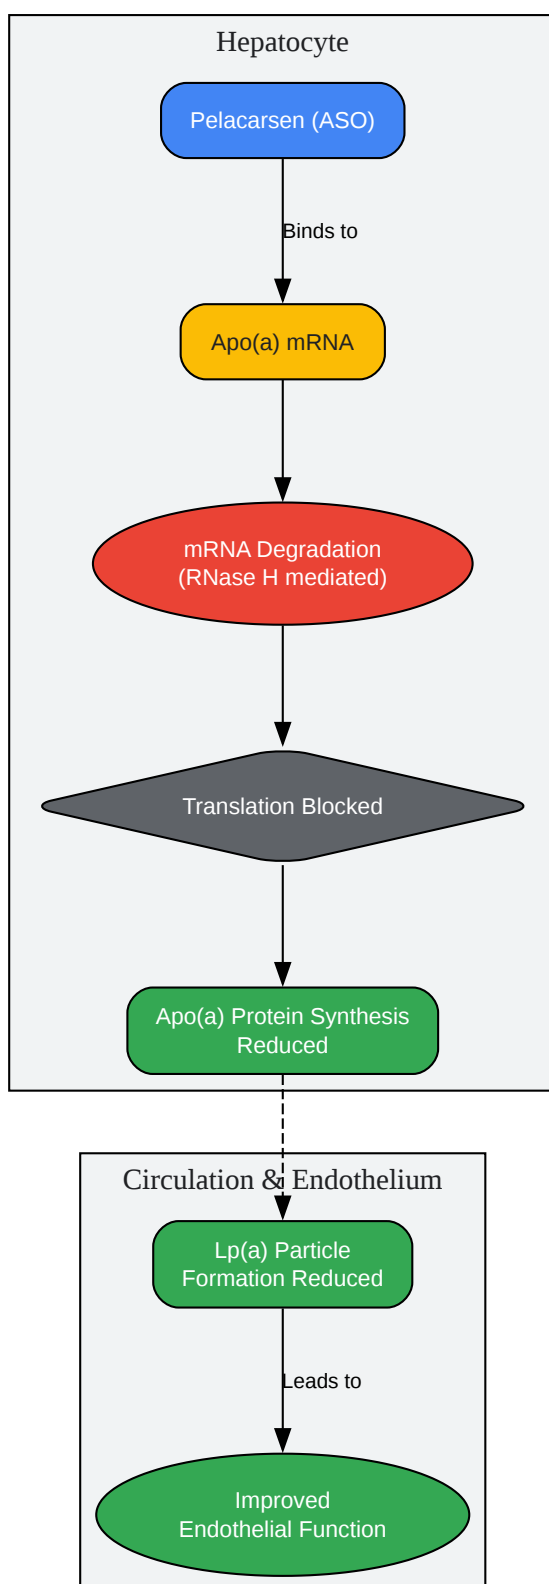 Hepatocyte
Pelacarsen (ASO)
Binds to
Apo(a) mRNA
mRNA Degradation
(RNase H mediated)
Translation Blocked
Apo(a) Protein Synthesis
Reduced
Circulation & Endothelium
Lp(a) Particle
Formation Reduced
Leads to
Improved
Endothelial Function